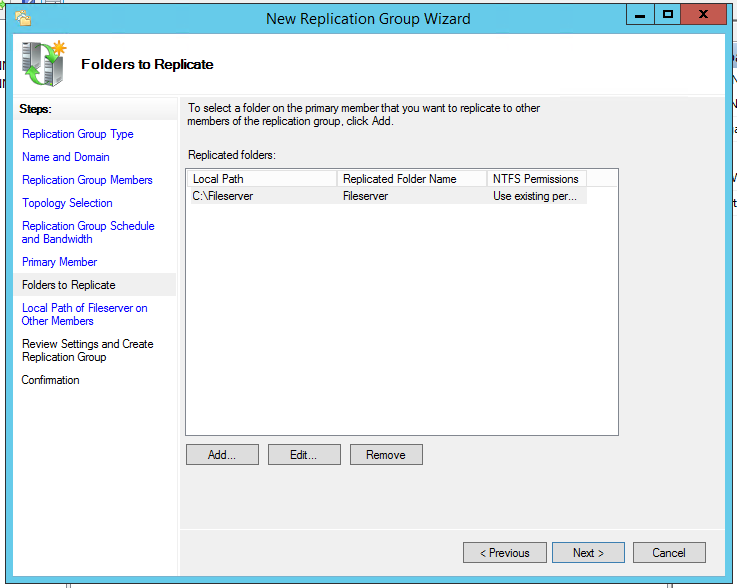 New Replication Group Wizard
X
Folders to Replicate
Steps:
Replication Group Type
Name and Domain
Replication Group Members
Topology Selection
Replication Group Schedule
and Bandwidth
Primary Member
Folders to Replicate
Local Path of Fileserver on
Other Members
Review Settings and Create
Replication Group
Confirmation
To select a folder on the primary member that you want to replicate to other
members of the replication group, click Add.
Replicated folders:
Local Path Replicated Folder Name NTFS Permissions
C:\Fileserver Fileserver Use existing per...
Add... Edit... Remove
< Previous Next > Cancel